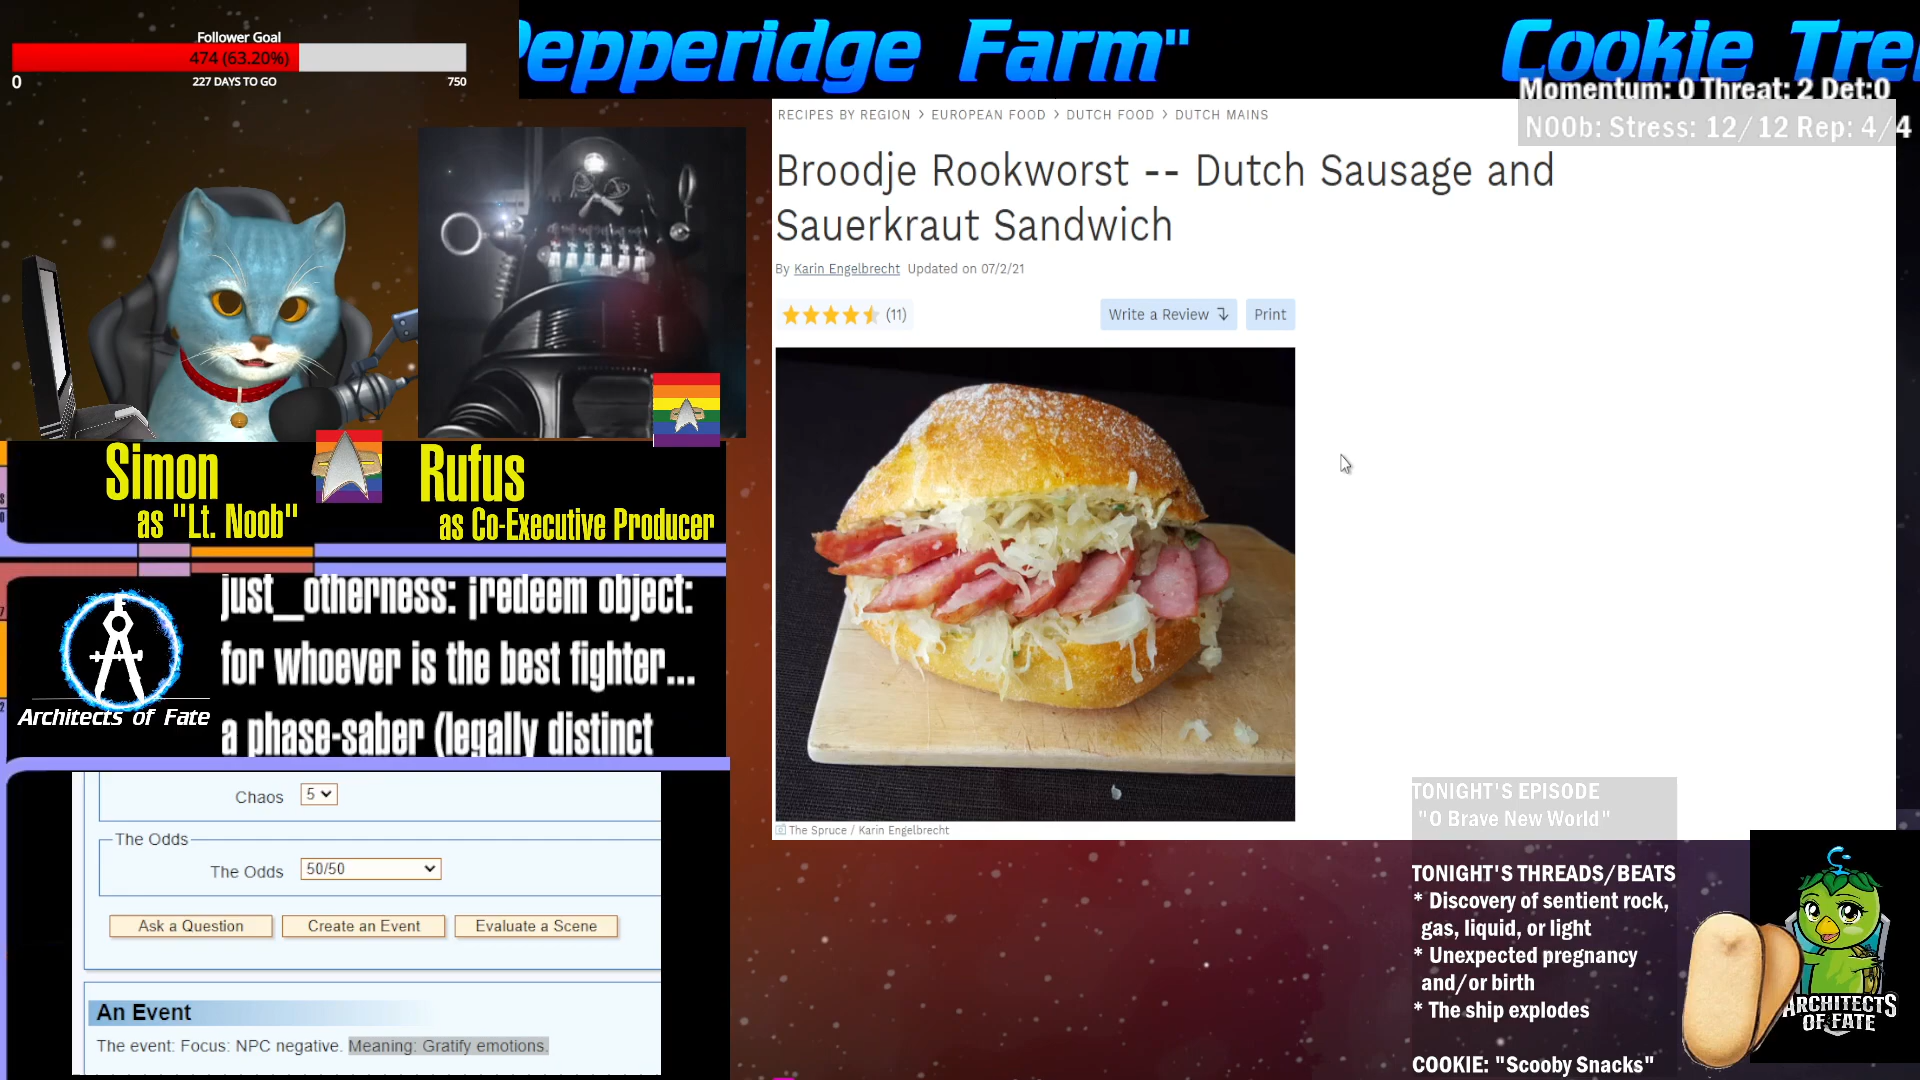 Follower Goal
474 (63.20%)
0
227 DAYS TO GO
750
Pepperidge Farm"
Cookie Tre
Momentum: 0 Threat: 2 Det:0
N00b: Stress: 12/12 Rep: 4/4
RECIPES BY REGION > EUROPEAN FOOD > DUTCH FOOD > DUTCH MAINS
Broodje Rookworst -- Dutch Sausage and
Sauerkraut Sandwich
By Karin Engelbrecht Updated on 07/2/21
(11)
Write a Review
Print
The Spruce / Karin Engelbrecht
Simon
as "Lt. Noob"
Rufus
as Co-Executive Producer
Architects of Fate
just_otherness: ¡redeem object:
for whoever is the best fighter...
a phase-saber (legally distinct
Chaos
5
The Odds
The Odds
50/50
Ask a Question
Create an Event
Evaluate a Scene
An Event
The event: Focus: NPC negative. Meaning: Gratify emotions.
TONIGHT'S EPISODE
"O Brave New World"
TONIGHT'S THREADS/BEATS
* Discovery of sentient rock,
gas, liquid, or light
* Unexpected pregnancy
and/or birth
* The ship explodes
COOKIE: "Scooby Snacks"
ARCHITECTS
OF FATE